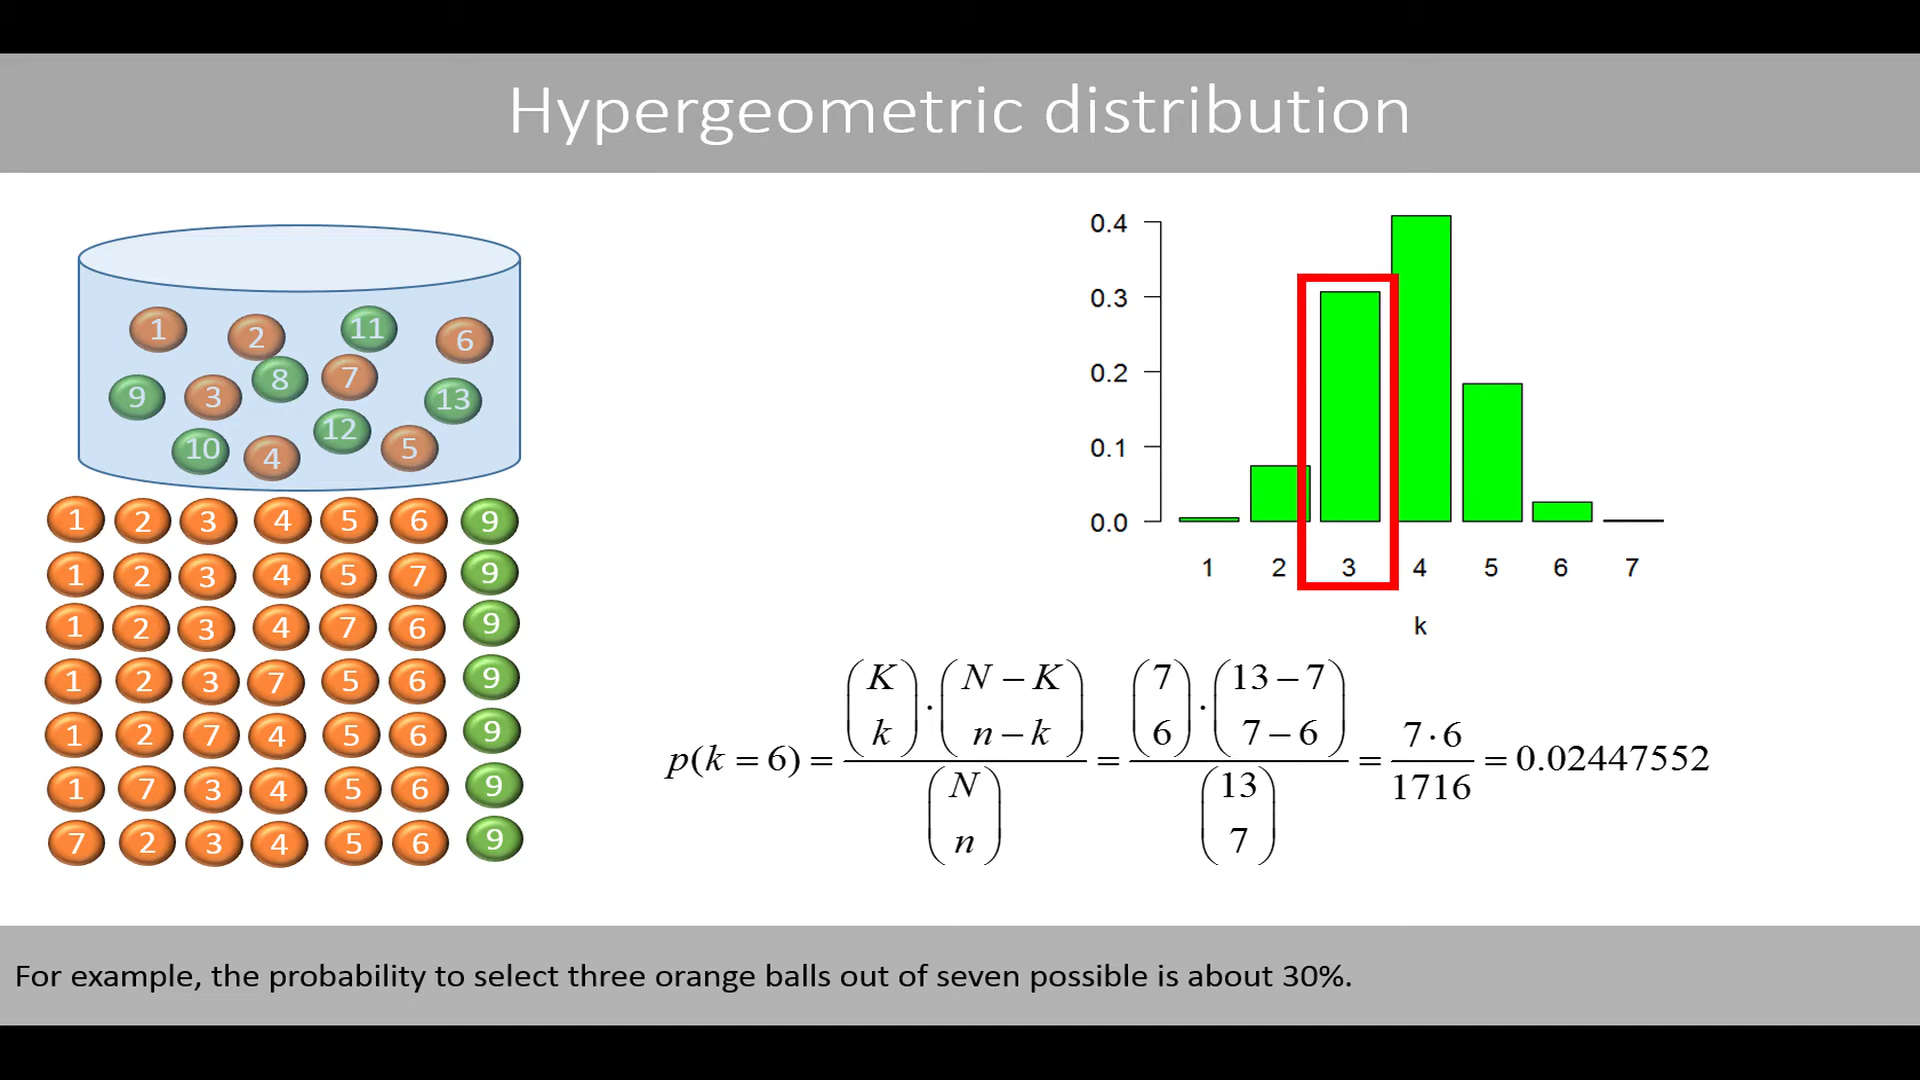 Hypergeometric distribution
1 2 11 6
9 3 8 7 13
10 4 12 5
1 2 3 4 5 6 9
1 2 3 4 5 7 9
1 2 3 4 7 6 9
1 2 3 7 5 6 9
1 2 7 4 5 6 9
1 7 3 4 5 6 9
7 2 3 4 5 6 9
0.4
0.3
0.2
0.1
0.0
1 2 3 4 5 6 7
k
p(k = 6) = (K k) · (N − K n − k) / (N n) = (7 6) · (13 − 7 7 − 6) / (13 7) = 7 · 6 / 1716 = 0.02447552
For example, the probability to select three orange balls out of seven possible is about 30%.